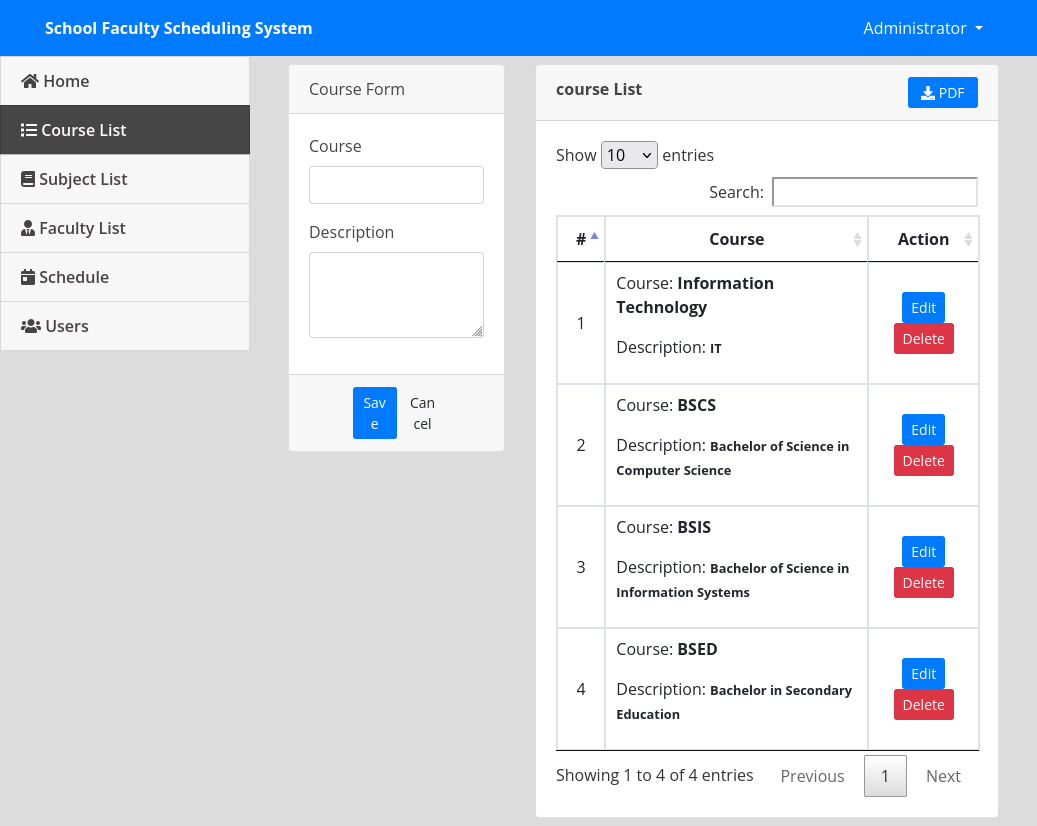 School Faculty Scheduling System
Administrator
Home
Course List
Subject List
Faculty List
Schedule
Users
Course Form
Course
Description
Sav
e
Can
cel
course List
PDF
Show 10 entries
Search:
# Course Action
1
Course: Information
Technology
Description: IT
Edit
Delete
2
Course: BSCS
Description: Bachelor of Science in
Computer Science
Edit
Delete
3
Course: BSIS
Description: Bachelor of Science in
Information Systems
Edit
Delete
4
Course: BSED
Description: Bachelor in Secondary
Education
Edit
Delete
Showing 1 to 4 of 4 entries
Previous 1 Next